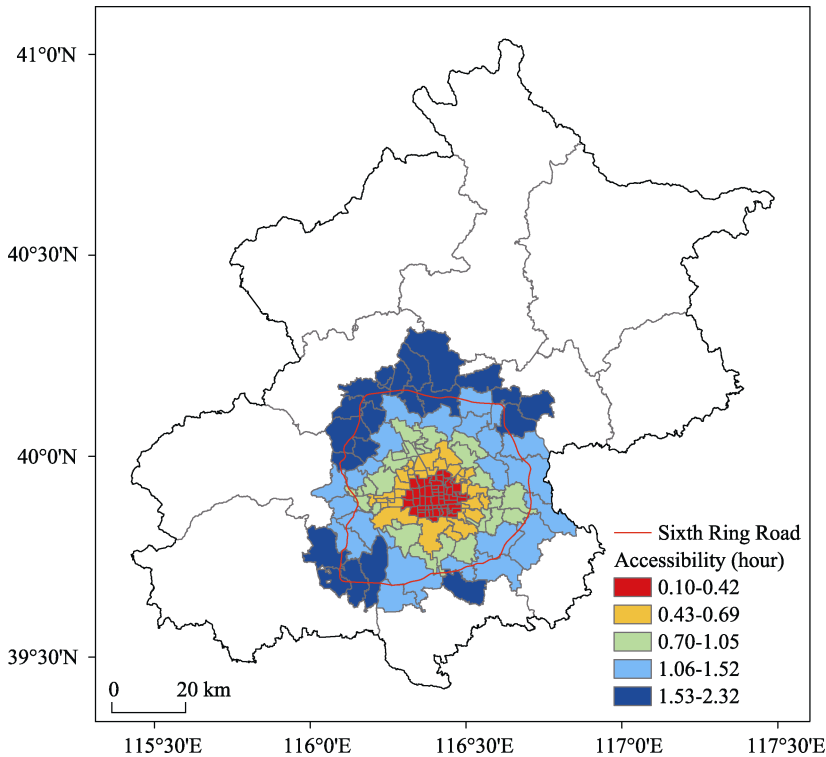 41°0'N
40°30'N
40°0'N
39°30'N
Sixth Ring Road
Accessibility (hour)
0.10-0.42
0.43-0.69
0.70-1.05
1.06-1.52
1.53-2.32
0 20 km
115°30'E 116°0'E 116°30'E 117°0'E 117°30'E